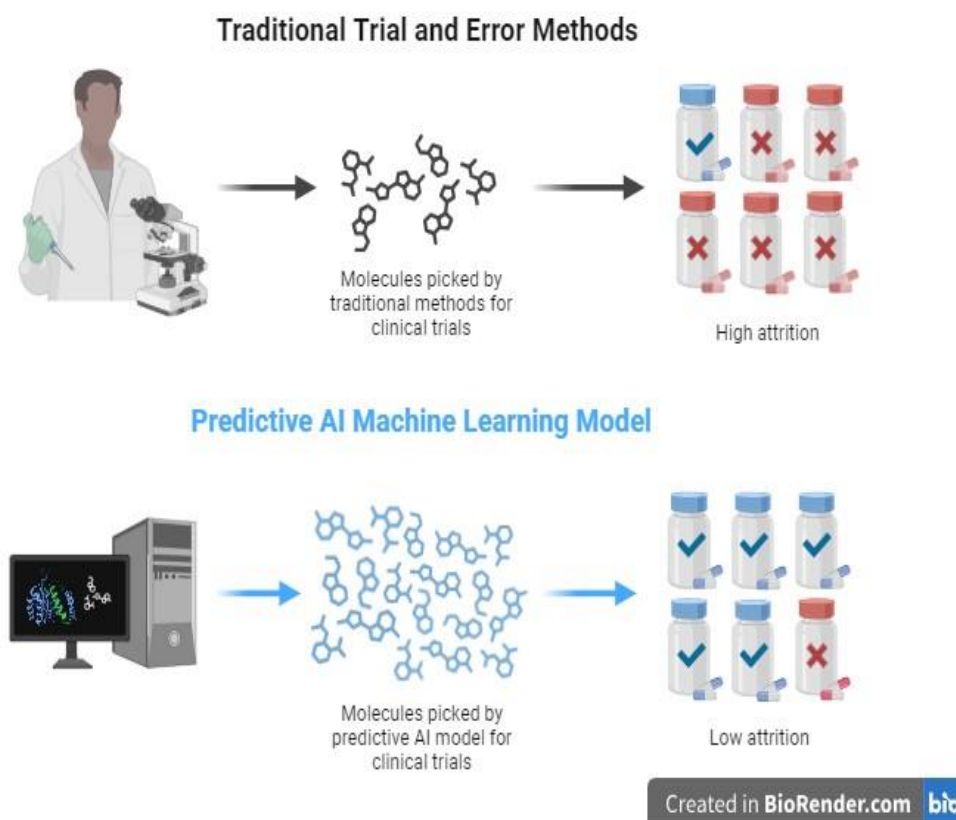 Traditional Trial and Error Methods
Molecules picked by
traditional methods for
clinical trials
High attrition
Predictive AI Machine Learning Model
Molecules picked by
predictive AI model for
clinical trials
Low attrition
Created in BioRender.com bio